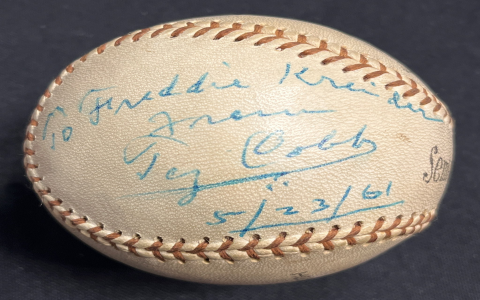 To Freddie Kreider
From
Ty Cobb
5/23/61